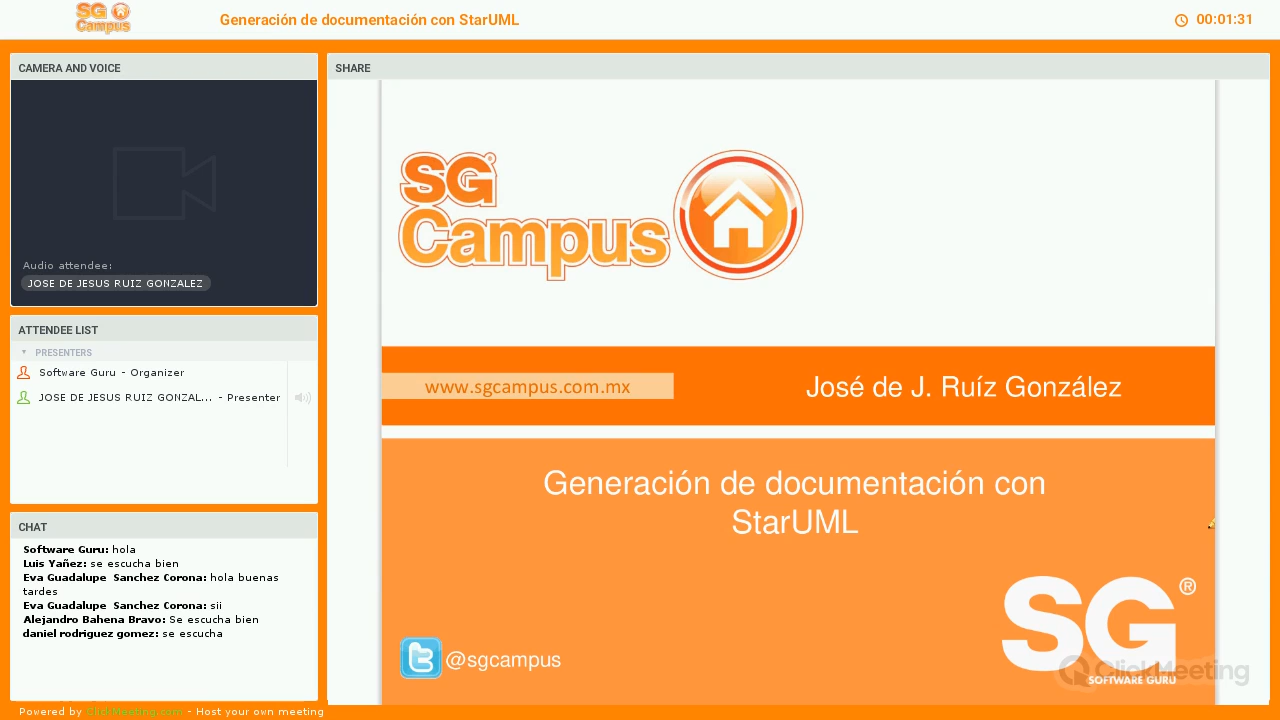 SG
Campus
Generación de documentación con StarUML
00:01:31
CAMERA AND VOICE
Audio attendee:
JOSE DE JESUS RUIZ GONZALEZ
ATTENDEE LIST
PRESENTERS
Software Guru - Organizer
JOSE DE JESUS RUIZ GONZAL... - Presenter
CHAT
Software Guru: hola
Luis Yañez: se escucha bien
Eva Guadalupe Sanchez Corona: hola buenas
tardes
Eva Guadalupe Sanchez Corona: sii
Alejandro Bahena Bravo: Se escucha bien
daniel rodriguez gomez: se escucha
Powered by ClickMeeting.com - Host your own meeting
SHARE
SG®
Campus
www.sgcampus.com.mx
José de J. Ruíz González
Generación de documentación con
StarUML
@sgcampus
SG®
SOFTWARE GURU
ClickMeeting